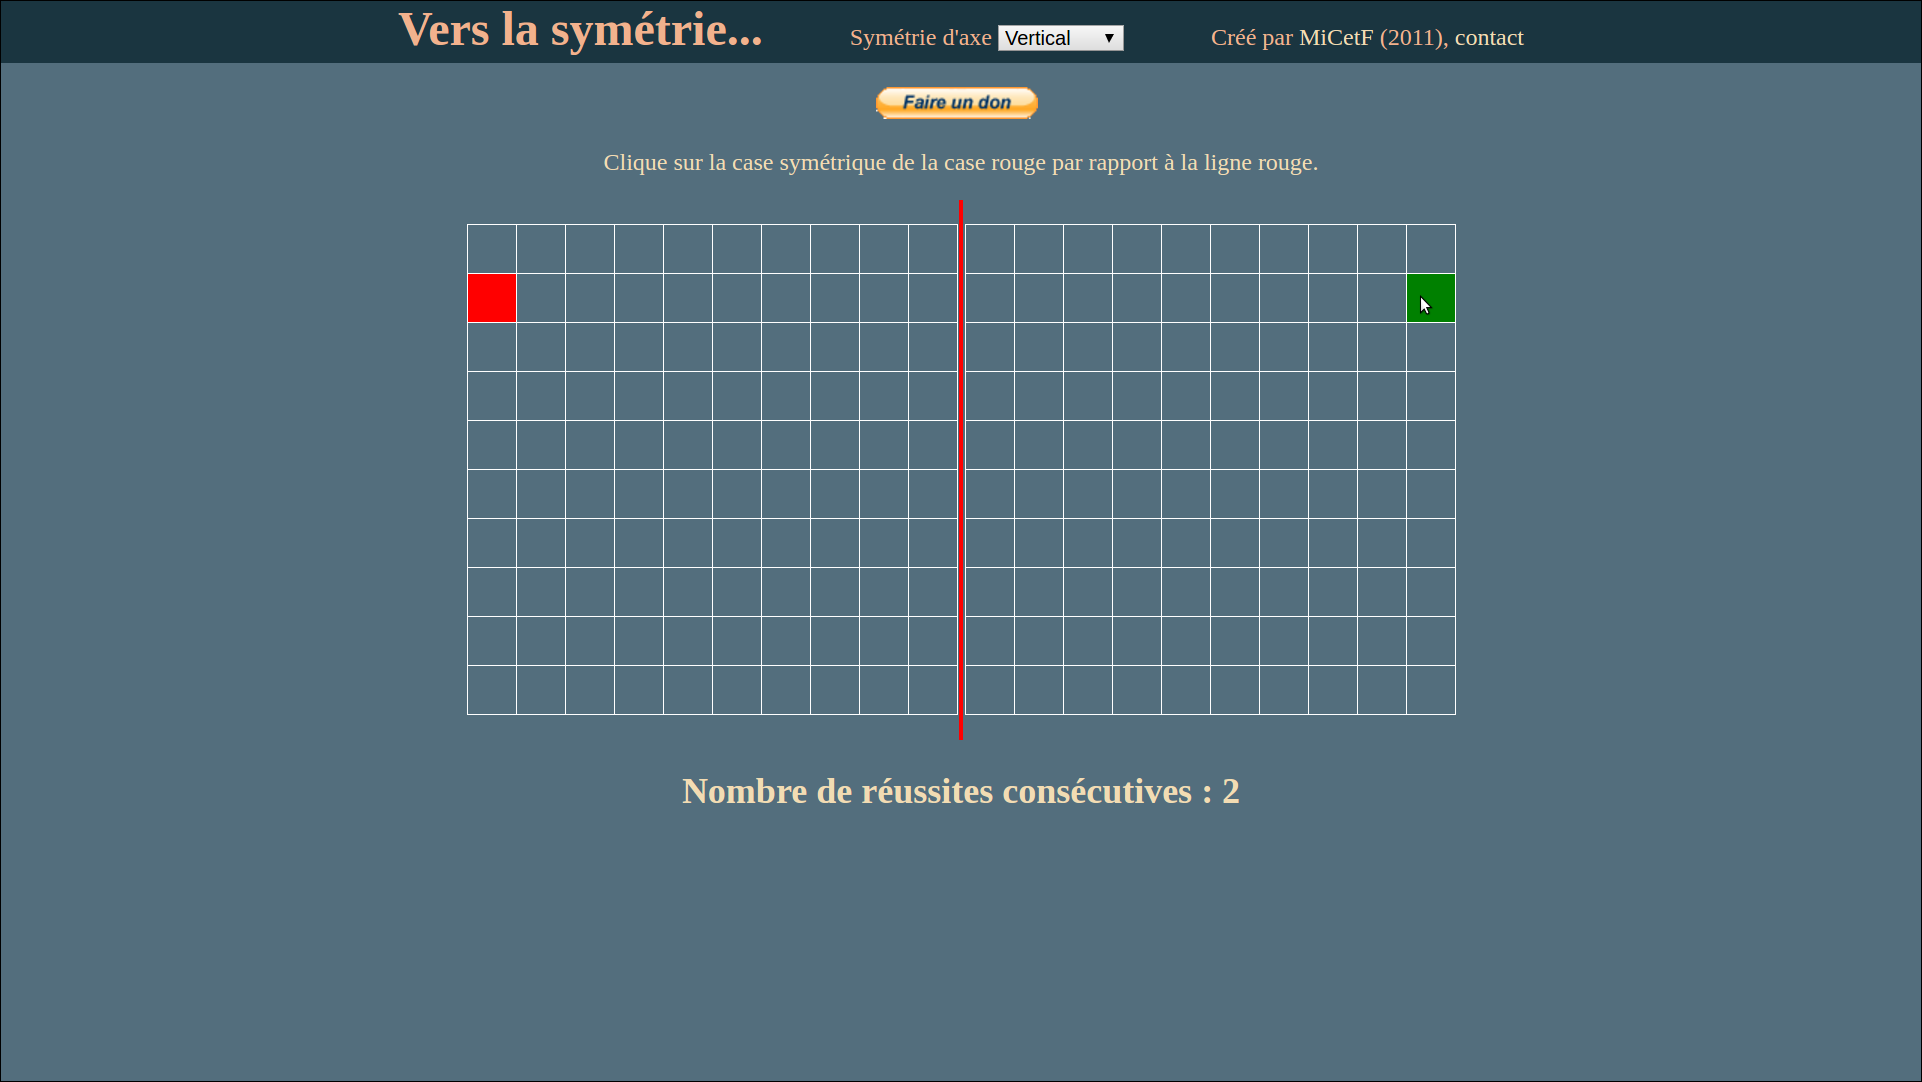 Vers la symétrie...
Symétrie d'axe Vertical ▼
Créé par MiCetF (2011), contact
Faire un don
Clique sur la case symétrique de la case rouge par rapport à la ligne rouge.
Nombre de réussites consécutives : 2